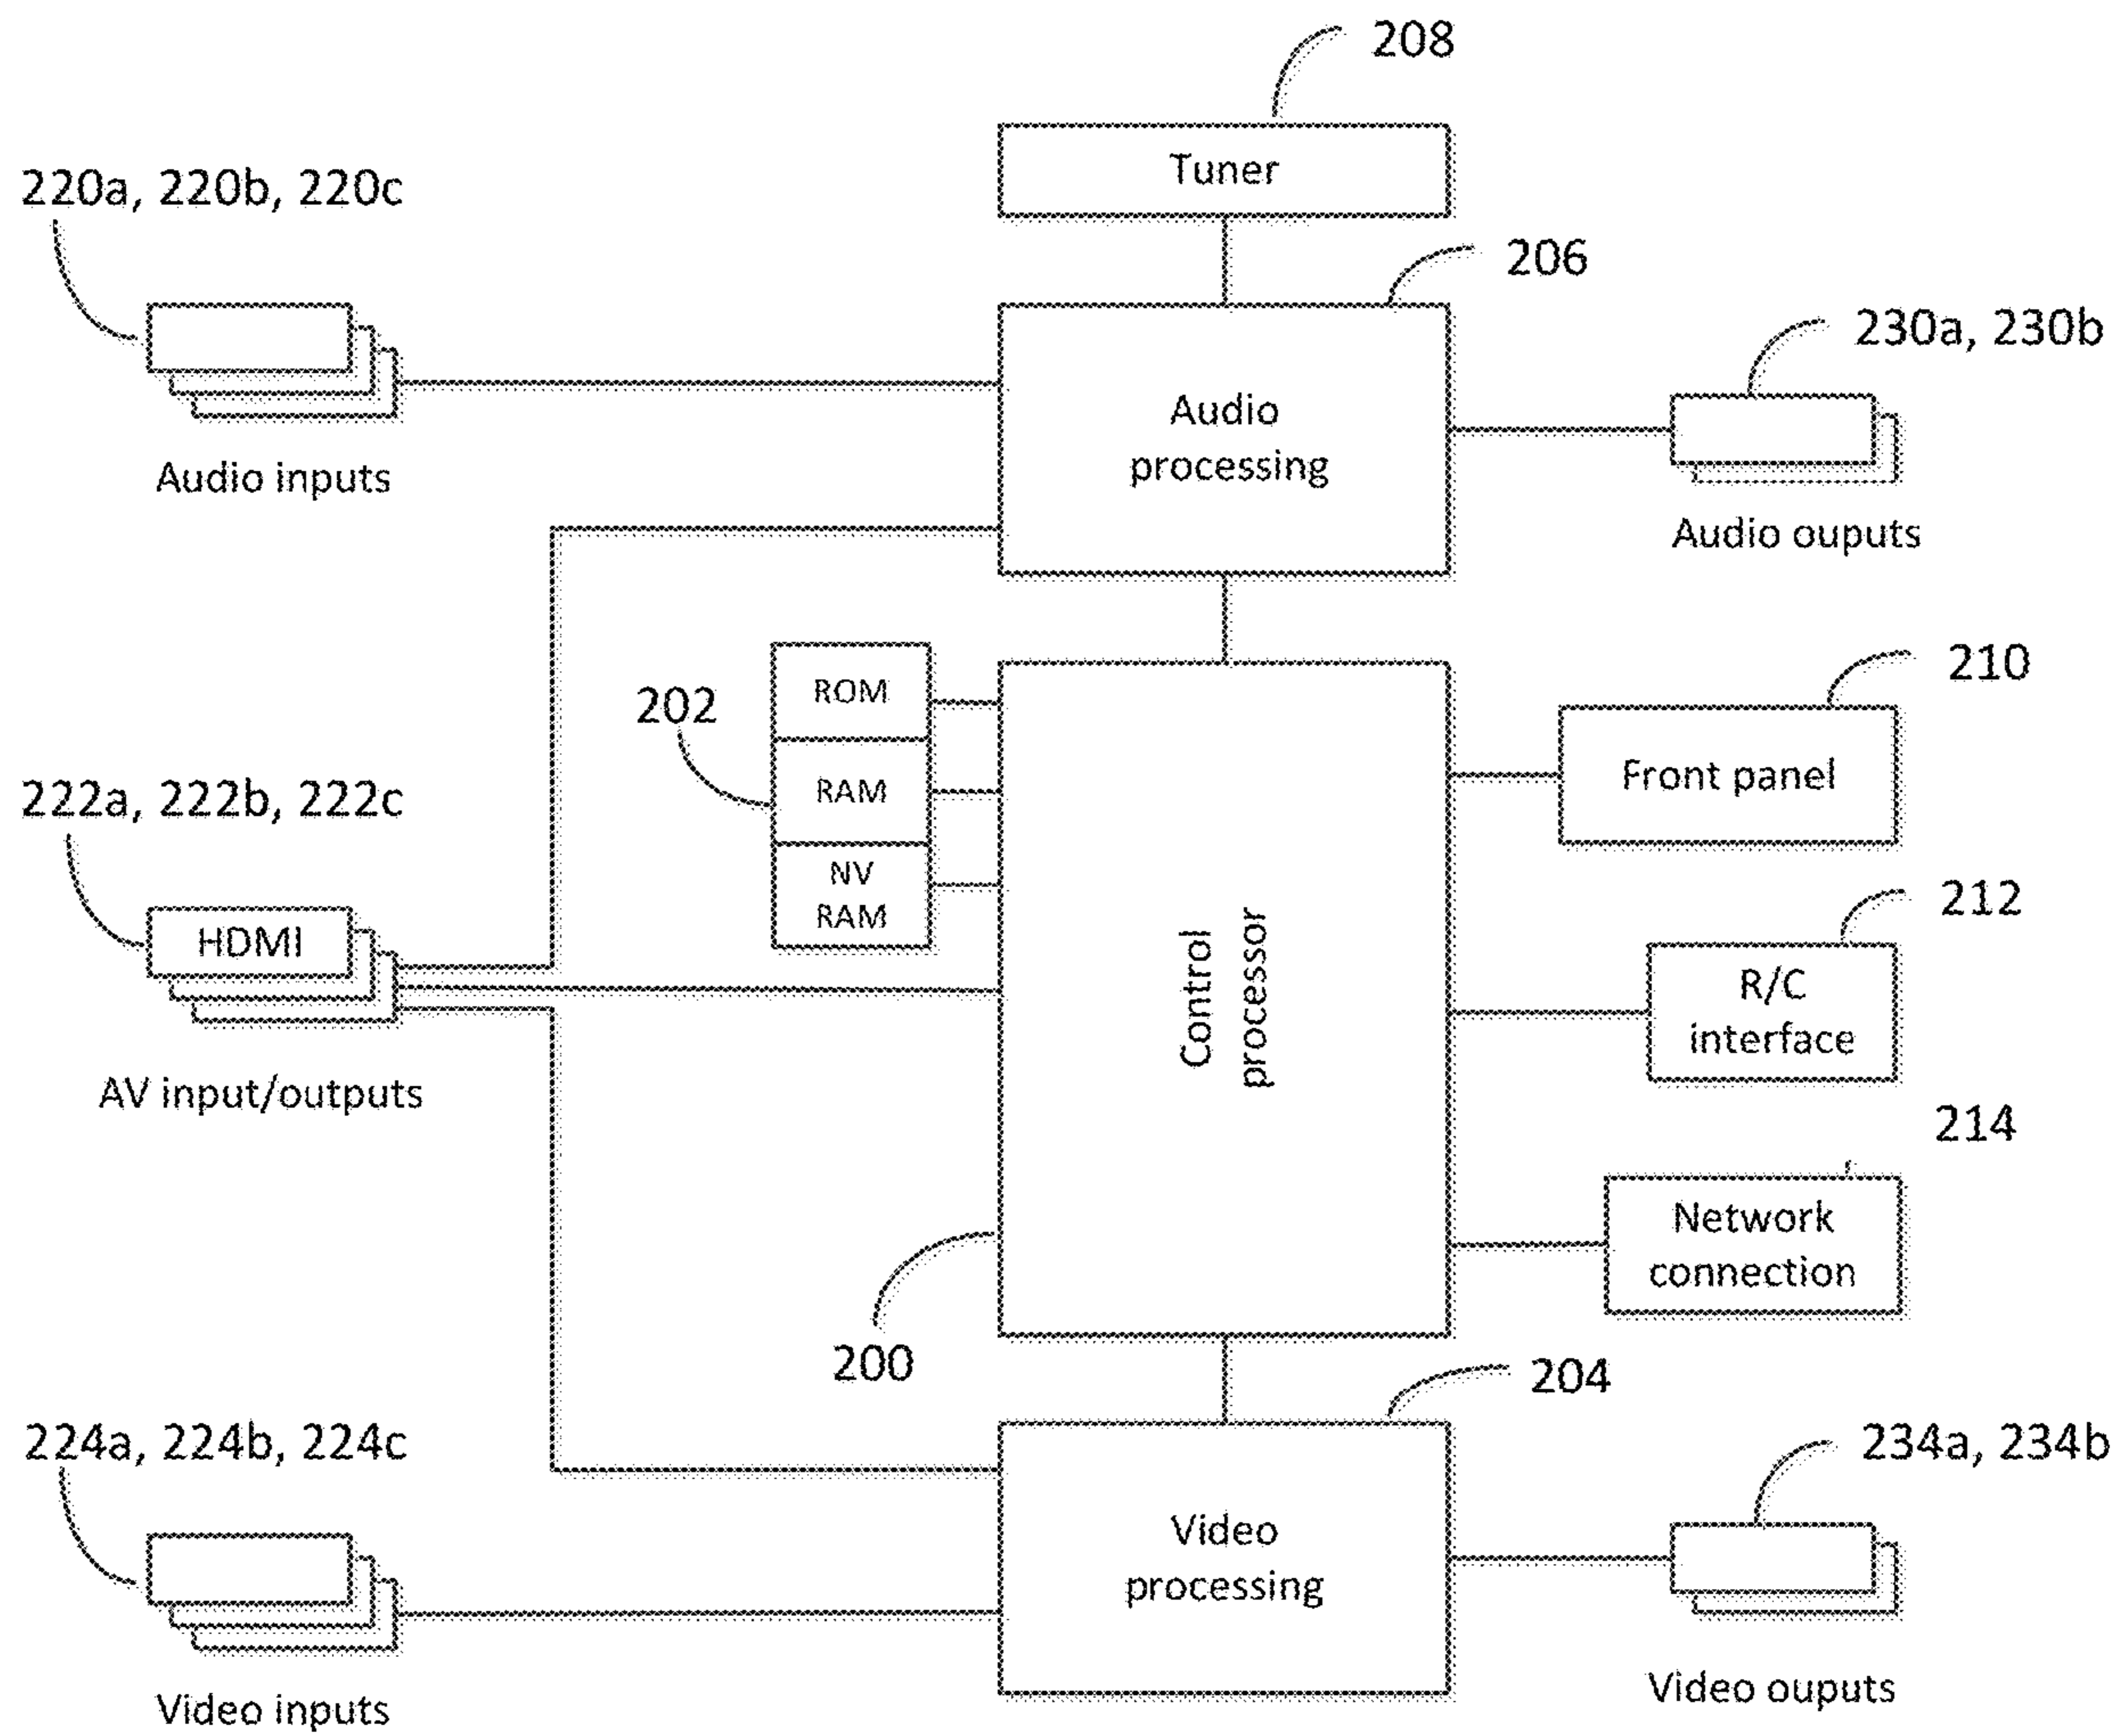 208
Tuner
220a, 220b, 220c
206
230a, 230b
Audio
processing
Audio inputs
Audio ouputs
ROM
210
202
RAM
Front panel
222a, 222b, 222c
NV
RAM
212
HDMI
Control
processor
R/C
interface
AV input/outputs
214
Network
connection
200
204
224a, 224b, 224c
234a, 234b
Video
processing
Video inputs
Video ouputs